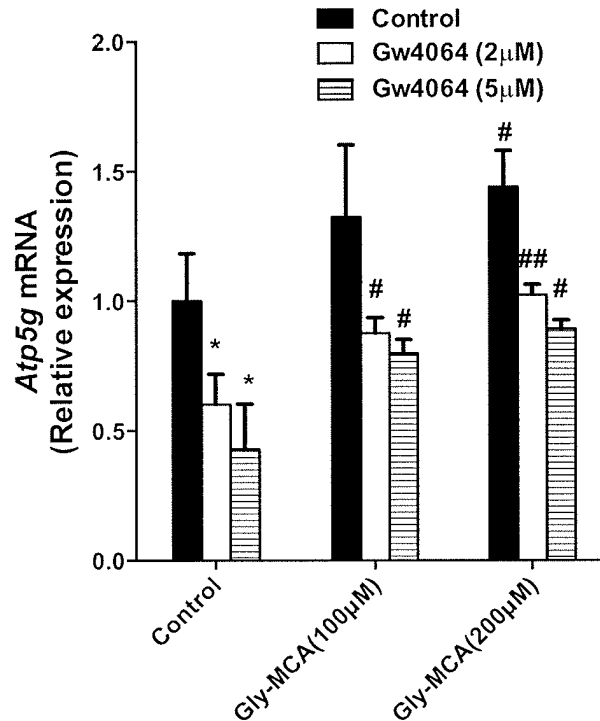 Control
Gw4064 (2μM)
Gw4064 (5μM)
Atp5g mRNA
(Relative expression)
2.0
1.5
1.0
0.5
0.0
*
*
#
#
#
##
#
Control
Gly-MCA(100μM)
Gly-MCA(200μM)